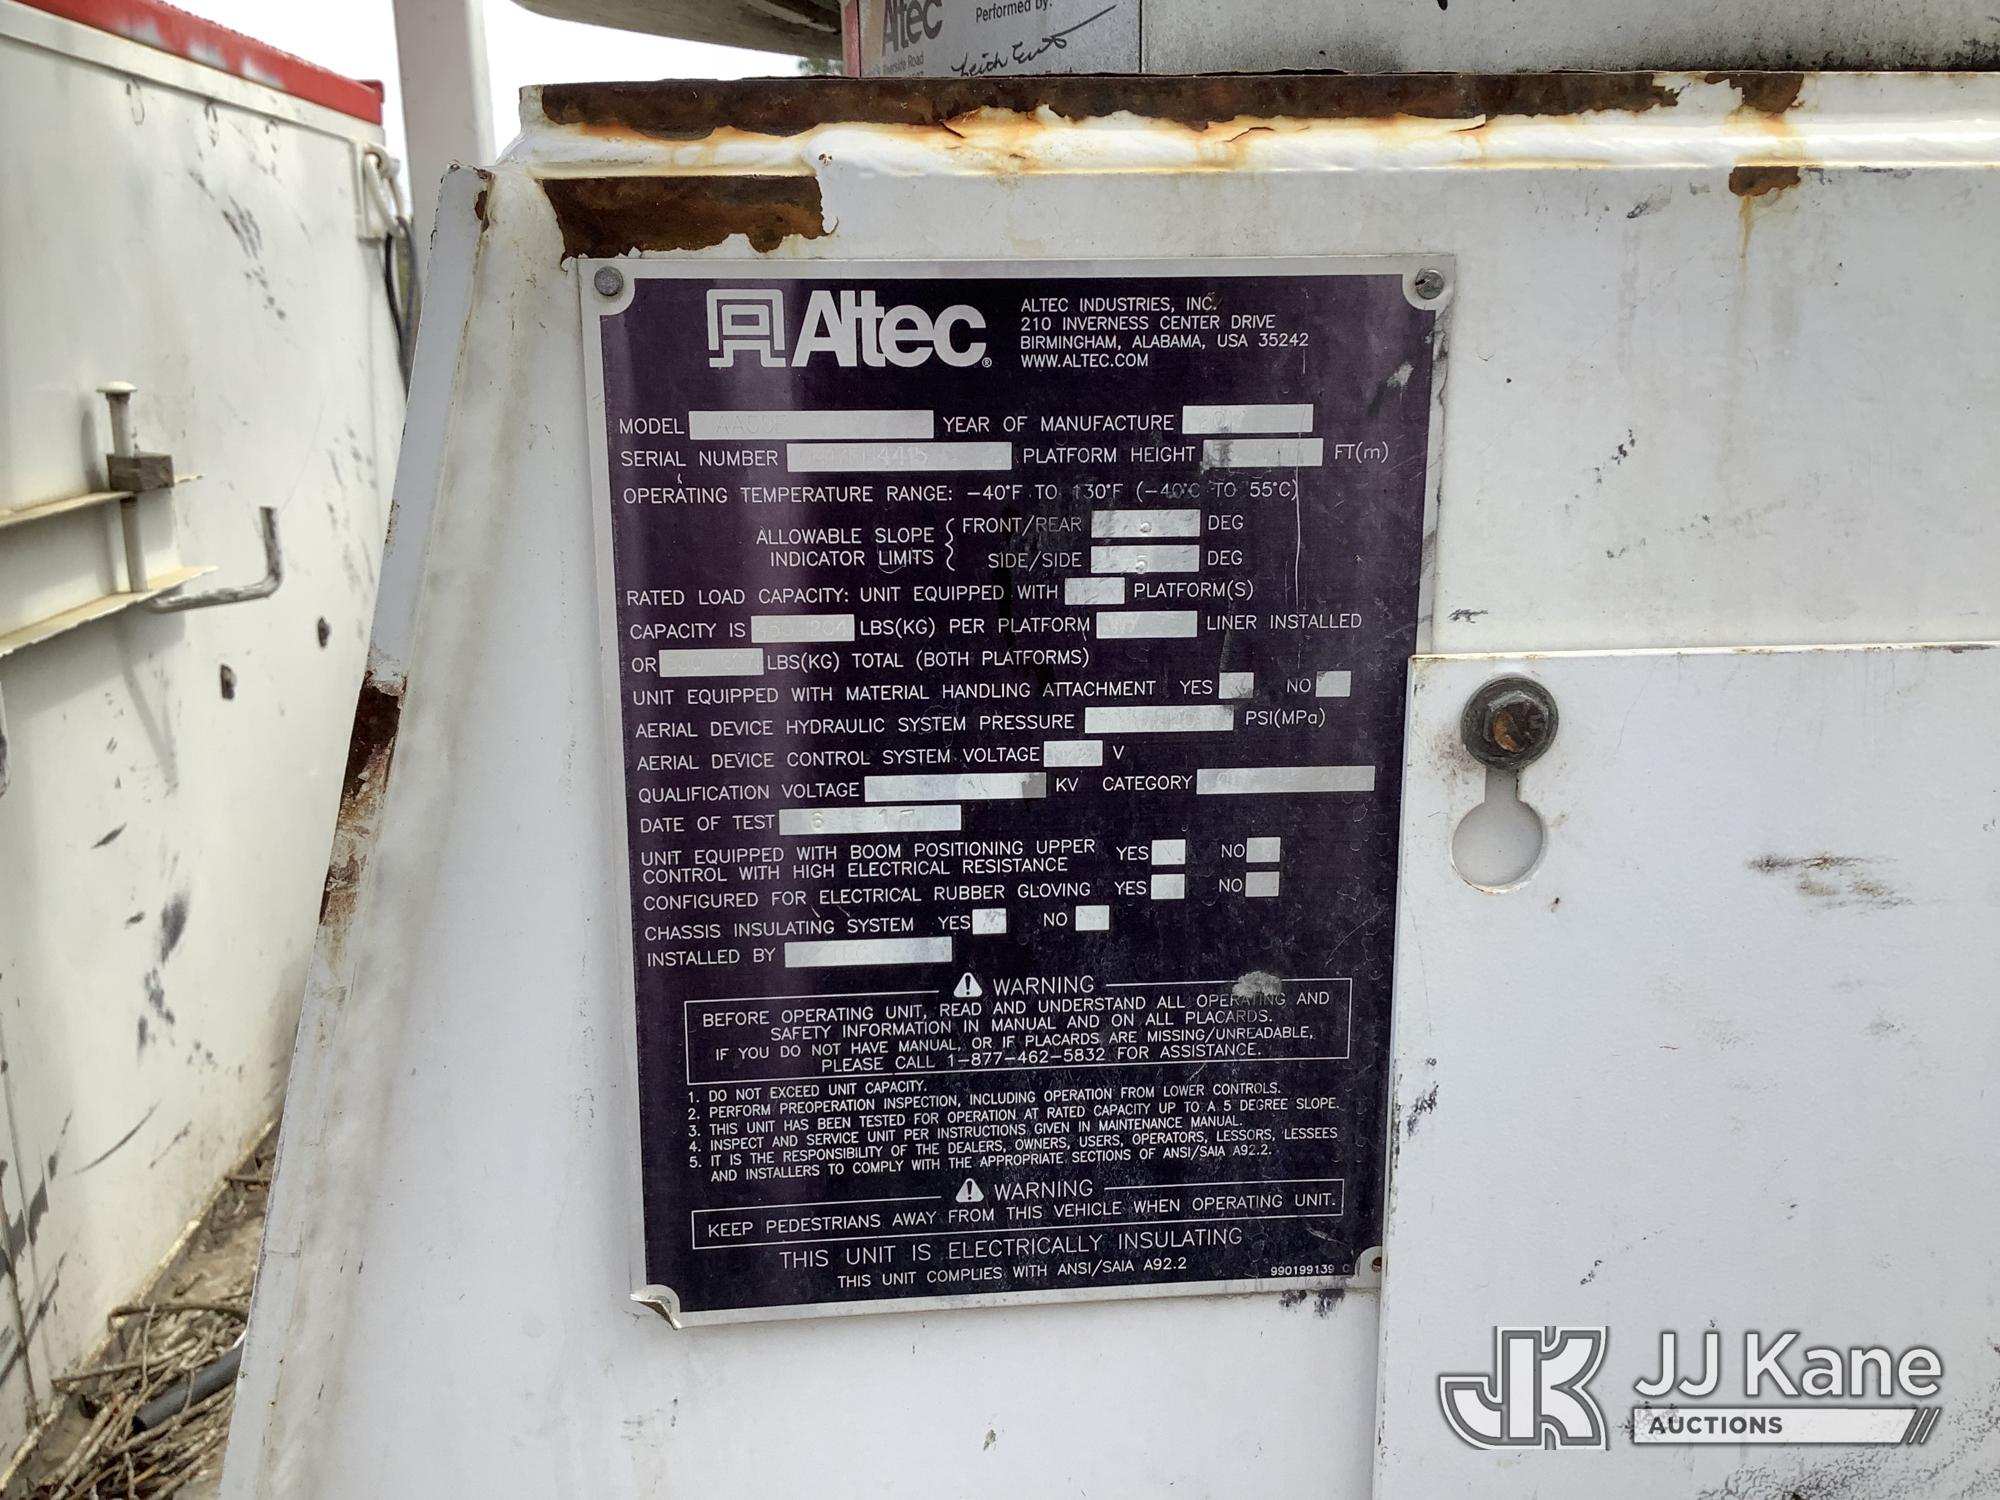 Altec
Performed by:
Riverside Road
Altec®
ALTEC INDUSTRIES, INC.
210 INVERNESS CENTER DRIVE
BIRMINGHAM, ALABAMA, USA 35242
WWW.ALTEC.COM
MODEL YEAR OF MANUFACTURE
SERIAL NUMBER PLATFORM HEIGHT FT(m)
OPERATING TEMPERATURE RANGE: -40°F TO 130°F (-40°C TO 55°C)
ALLOWABLE SLOPE INDICATOR LIMITS
FRONT/REAR 5 DEG
SIDE/SIDE 5 DEG
RATED LOAD CAPACITY: UNIT EQUIPPED WITH PLATFORM(S)
CAPACITY IS 204 LBS(KG) PER PLATFORM LINER INSTALLED
OR LBS(KG) TOTAL (BOTH PLATFORMS)
UNIT EQUIPPED WITH MATERIAL HANDLING ATTACHMENT YES NO
AERIAL DEVICE HYDRAULIC SYSTEM PRESSURE PSI(MPa)
AERIAL DEVICE CONTROL SYSTEM VOLTAGE V
QUALIFICATION VOLTAGE KV CATEGORY
DATE OF TEST 6 17
UNIT EQUIPPED WITH BOOM POSITIONING UPPER YES NO
CONTROL WITH HIGH ELECTRICAL RESISTANCE
CONFIGURED FOR ELECTRICAL RUBBER GLOVING YES NO
CHASSIS INSULATING SYSTEM YES NO
INSTALLED BY
WARNING
BEFORE OPERATING UNIT, READ AND UNDERSTAND ALL OPERATING AND
SAFETY INFORMATION IN MANUAL AND ON ALL PLACARDS.
IF YOU DO NOT HAVE MANUAL, OR IF PLACARDS ARE MISSING/UNREADABLE,
PLEASE CALL 1-877-462-5832 FOR ASSISTANCE.
1. DO NOT EXCEED UNIT CAPACITY.
2. PERFORM PREOPERATION INSPECTION, INCLUDING OPERATION FROM LOWER CONTROLS.
3. THIS UNIT HAS BEEN TESTED FOR OPERATION AT RATED CAPACITY UP TO A 5 DEGREE SLOPE.
4. INSPECT AND SERVICE UNIT PER INSTRUCTIONS GIVEN IN MAINTENANCE MANUAL.
5. IT IS THE RESPONSIBILITY OF THE DEALERS, OWNERS, USERS, OPERATORS, LESSORS, LESSEES
AND INSTALLERS TO COMPLY WITH THE APPROPRIATE SECTIONS OF ANSI/SAIA A92.2.
WARNING
KEEP PEDESTRIANS AWAY FROM THIS VEHICLE WHEN OPERATING UNIT.
THIS UNIT IS ELECTRICALLY INSULATING
THIS UNIT COMPLIES WITH ANSI/SAIA A92.2
990199139 C
JK JJ Kane
AUCTIONS